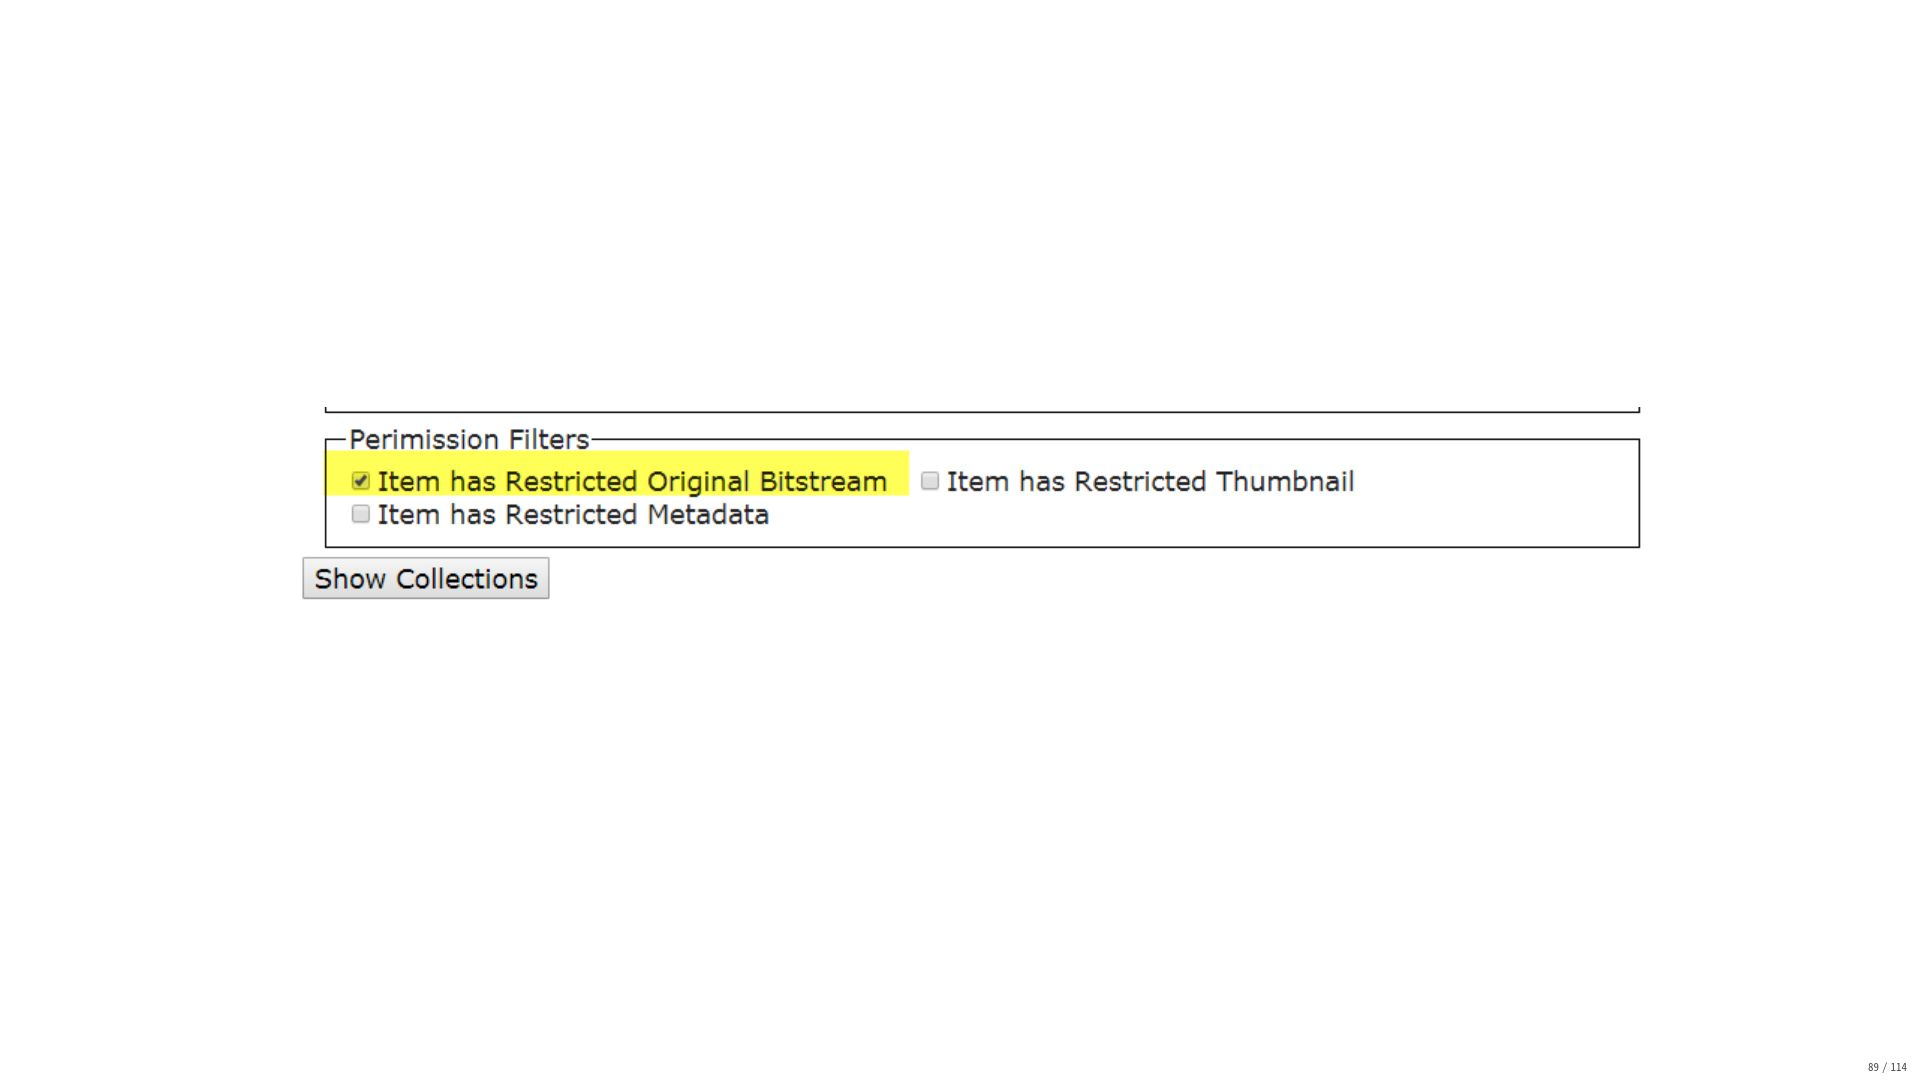 Perimission Filters
Item has Restricted Original Bitstream Item has Restricted Thumbnail
Item has Restricted Metadata
Show Collections
89 / 114